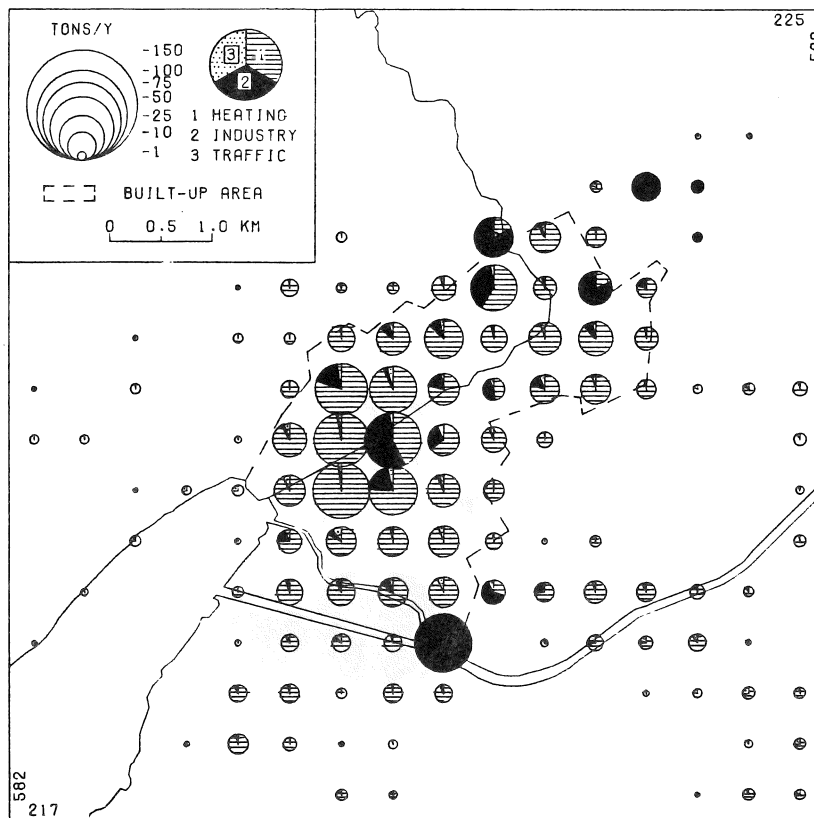 TONS/Y
-150
-100
-75
-50
-25
-10
-1
3 1
2
1 HEATING
2 INDUSTRY
3 TRAFFIC
BUILT-UP AREA
0 0.5 1.0 KM
225
582
217